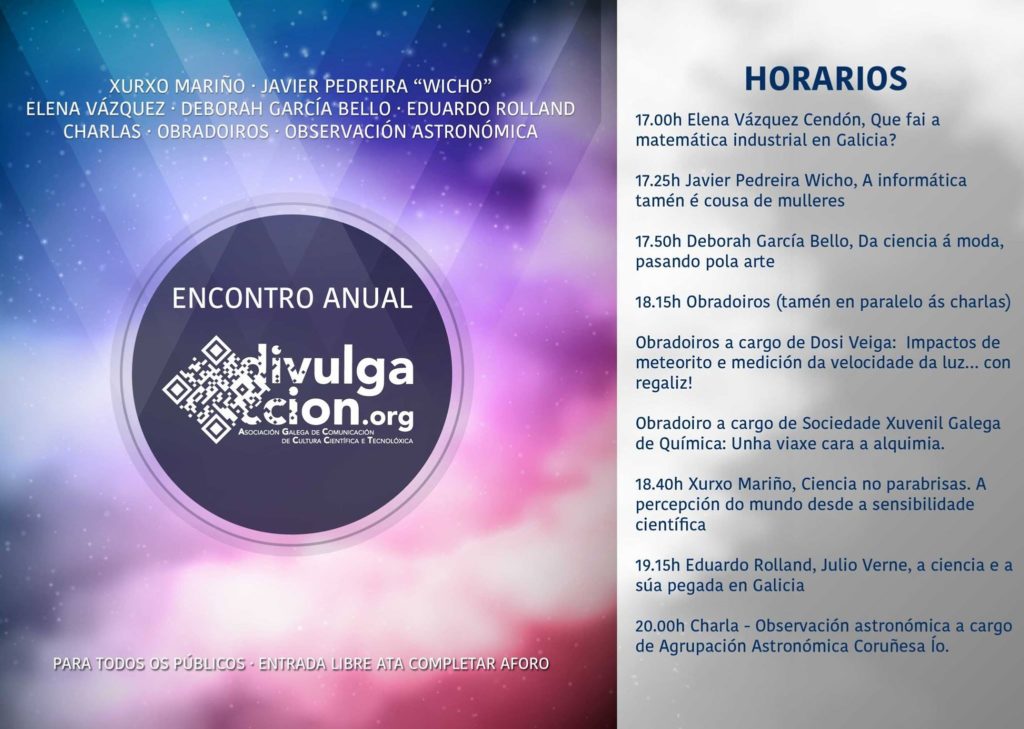 XURXO MARIÑO · JAVIER PEDREIRA “WICHO”
ELENA VÁZQUEZ · DEBORAH GARCÍA BELLO · EDUARDO ROLLAND
CHARLAS · OBRADOIROS · OBSERVACIÓN ASTRONÓMICA
ENCONTRO ANUAL
divulga
ccion.org
ASOCIACIÓN GALEGA DE COMUNICACIÓN
DE CULTURA CIENTÍFICA E TECNOLÓXICA
PARA TODOS OS PÚBLICOS · ENTRADA LIBRE ATA COMPLETAR AFORO
HORARIOS
17.00h Elena Vázquez Cendón, Que fai a
matemática industrial en Galicia?
17.25h Javier Pedreira Wicho, A informática
tamén é cousa de mulleres
17.50h Deborah García Bello, Da ciencia á moda,
pasando pola arte
18.15h Obradoiros (tamén en paralelo ás charlas)
Obradoiros a cargo de Dosi Veiga: Impactos de
meteorito e medición da velocidade da luz... con
regaliz!
Obradoiro a cargo de Sociedade Xuvenil Galega
de Química: Unha viaxe cara a alquimia.
18.40h Xurxo Mariño, Ciencia no parabrisas. A
percepción do mundo desde a sensibilidade
científica
19.15h Eduardo Rolland, Julio Verne, a ciencia e a
súa pegada en Galicia
20.00h Charla - Observación astronómica a cargo
de Agrupación Astronómica Coruñesa Ío.